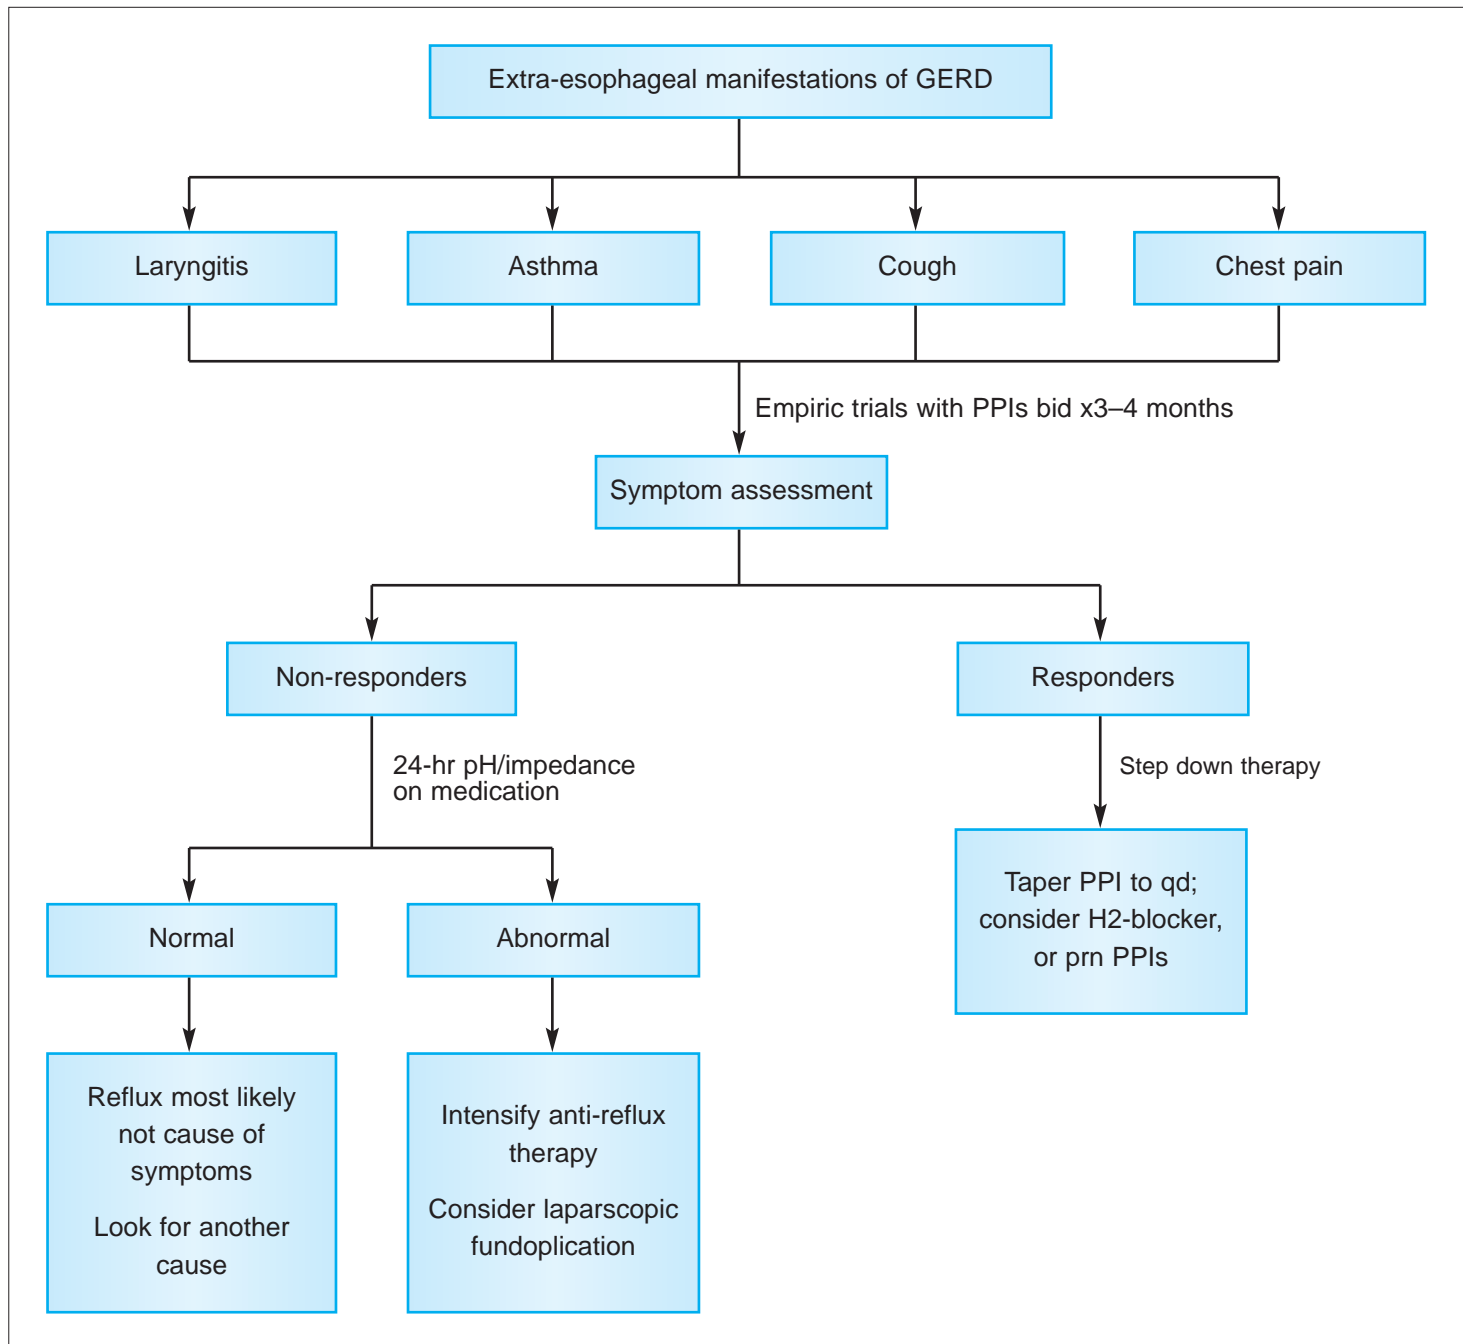 Extra-esophageal manifestations of GERD
Laryngitis
Asthma
Cough
Chest pain
Empiric trials with PPIs bid x3–4 months
Symptom assessment
Non-responders
Responders
24-hr pH/impedance
on medication
Step down therapy
Taper PPI to qd;
consider H2-blocker,
or prn PPIs
Normal
Abnormal
Reflux most likely
not cause of
symptoms
Look for another
cause
Intensify anti-reflux
therapy
Consider laparscopic
fundoplication